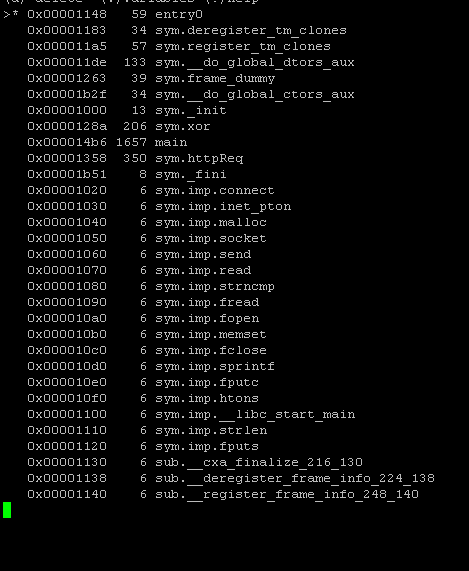 (a) delete (v)variables (?)help
>* 0x00001148 59 entry0
0x00001183 34 sym.deregister_tm_clones
0x000011a5 57 sym.register_tm_clones
0x000011de 133 sym.__do_global_dtors_aux
0x00001263 39 sym.frame_dummy
0x00001b2f 34 sym.__do_global_ctors_aux
0x00001000 13 sym._init
0x0000128a 206 sym.xor
0x000014b6 1657 main
0x00001358 350 sym.httpReq
0x00001b51 8 sym._fini
0x00001020 6 sym.imp.connect
0x00001030 6 sym.imp.inet_pton
0x00001040 6 sym.imp.malloc
0x00001050 6 sym.imp.socket
0x00001060 6 sym.imp.send
0x00001070 6 sym.imp.read
0x00001080 6 sym.imp.strncmp
0x00001090 6 sym.imp.fread
0x000010a0 6 sym.imp.fopen
0x000010b0 6 sym.imp.memset
0x000010c0 6 sym.imp.fclose
0x000010d0 6 sym.imp.sprintf
0x000010e0 6 sym.imp.fputc
0x000010f0 6 sym.imp.htons
0x00001100 6 sym.imp.__libc_start_main
0x00001110 6 sym.imp.strlen
0x00001120 6 sym.imp.fputs
0x00001130 6 sub.__cxa_finalize_216_130
0x00001138 6 sub.__deregister_frame_info_224_138
0x00001140 6 sub.__register_frame_info_248_140